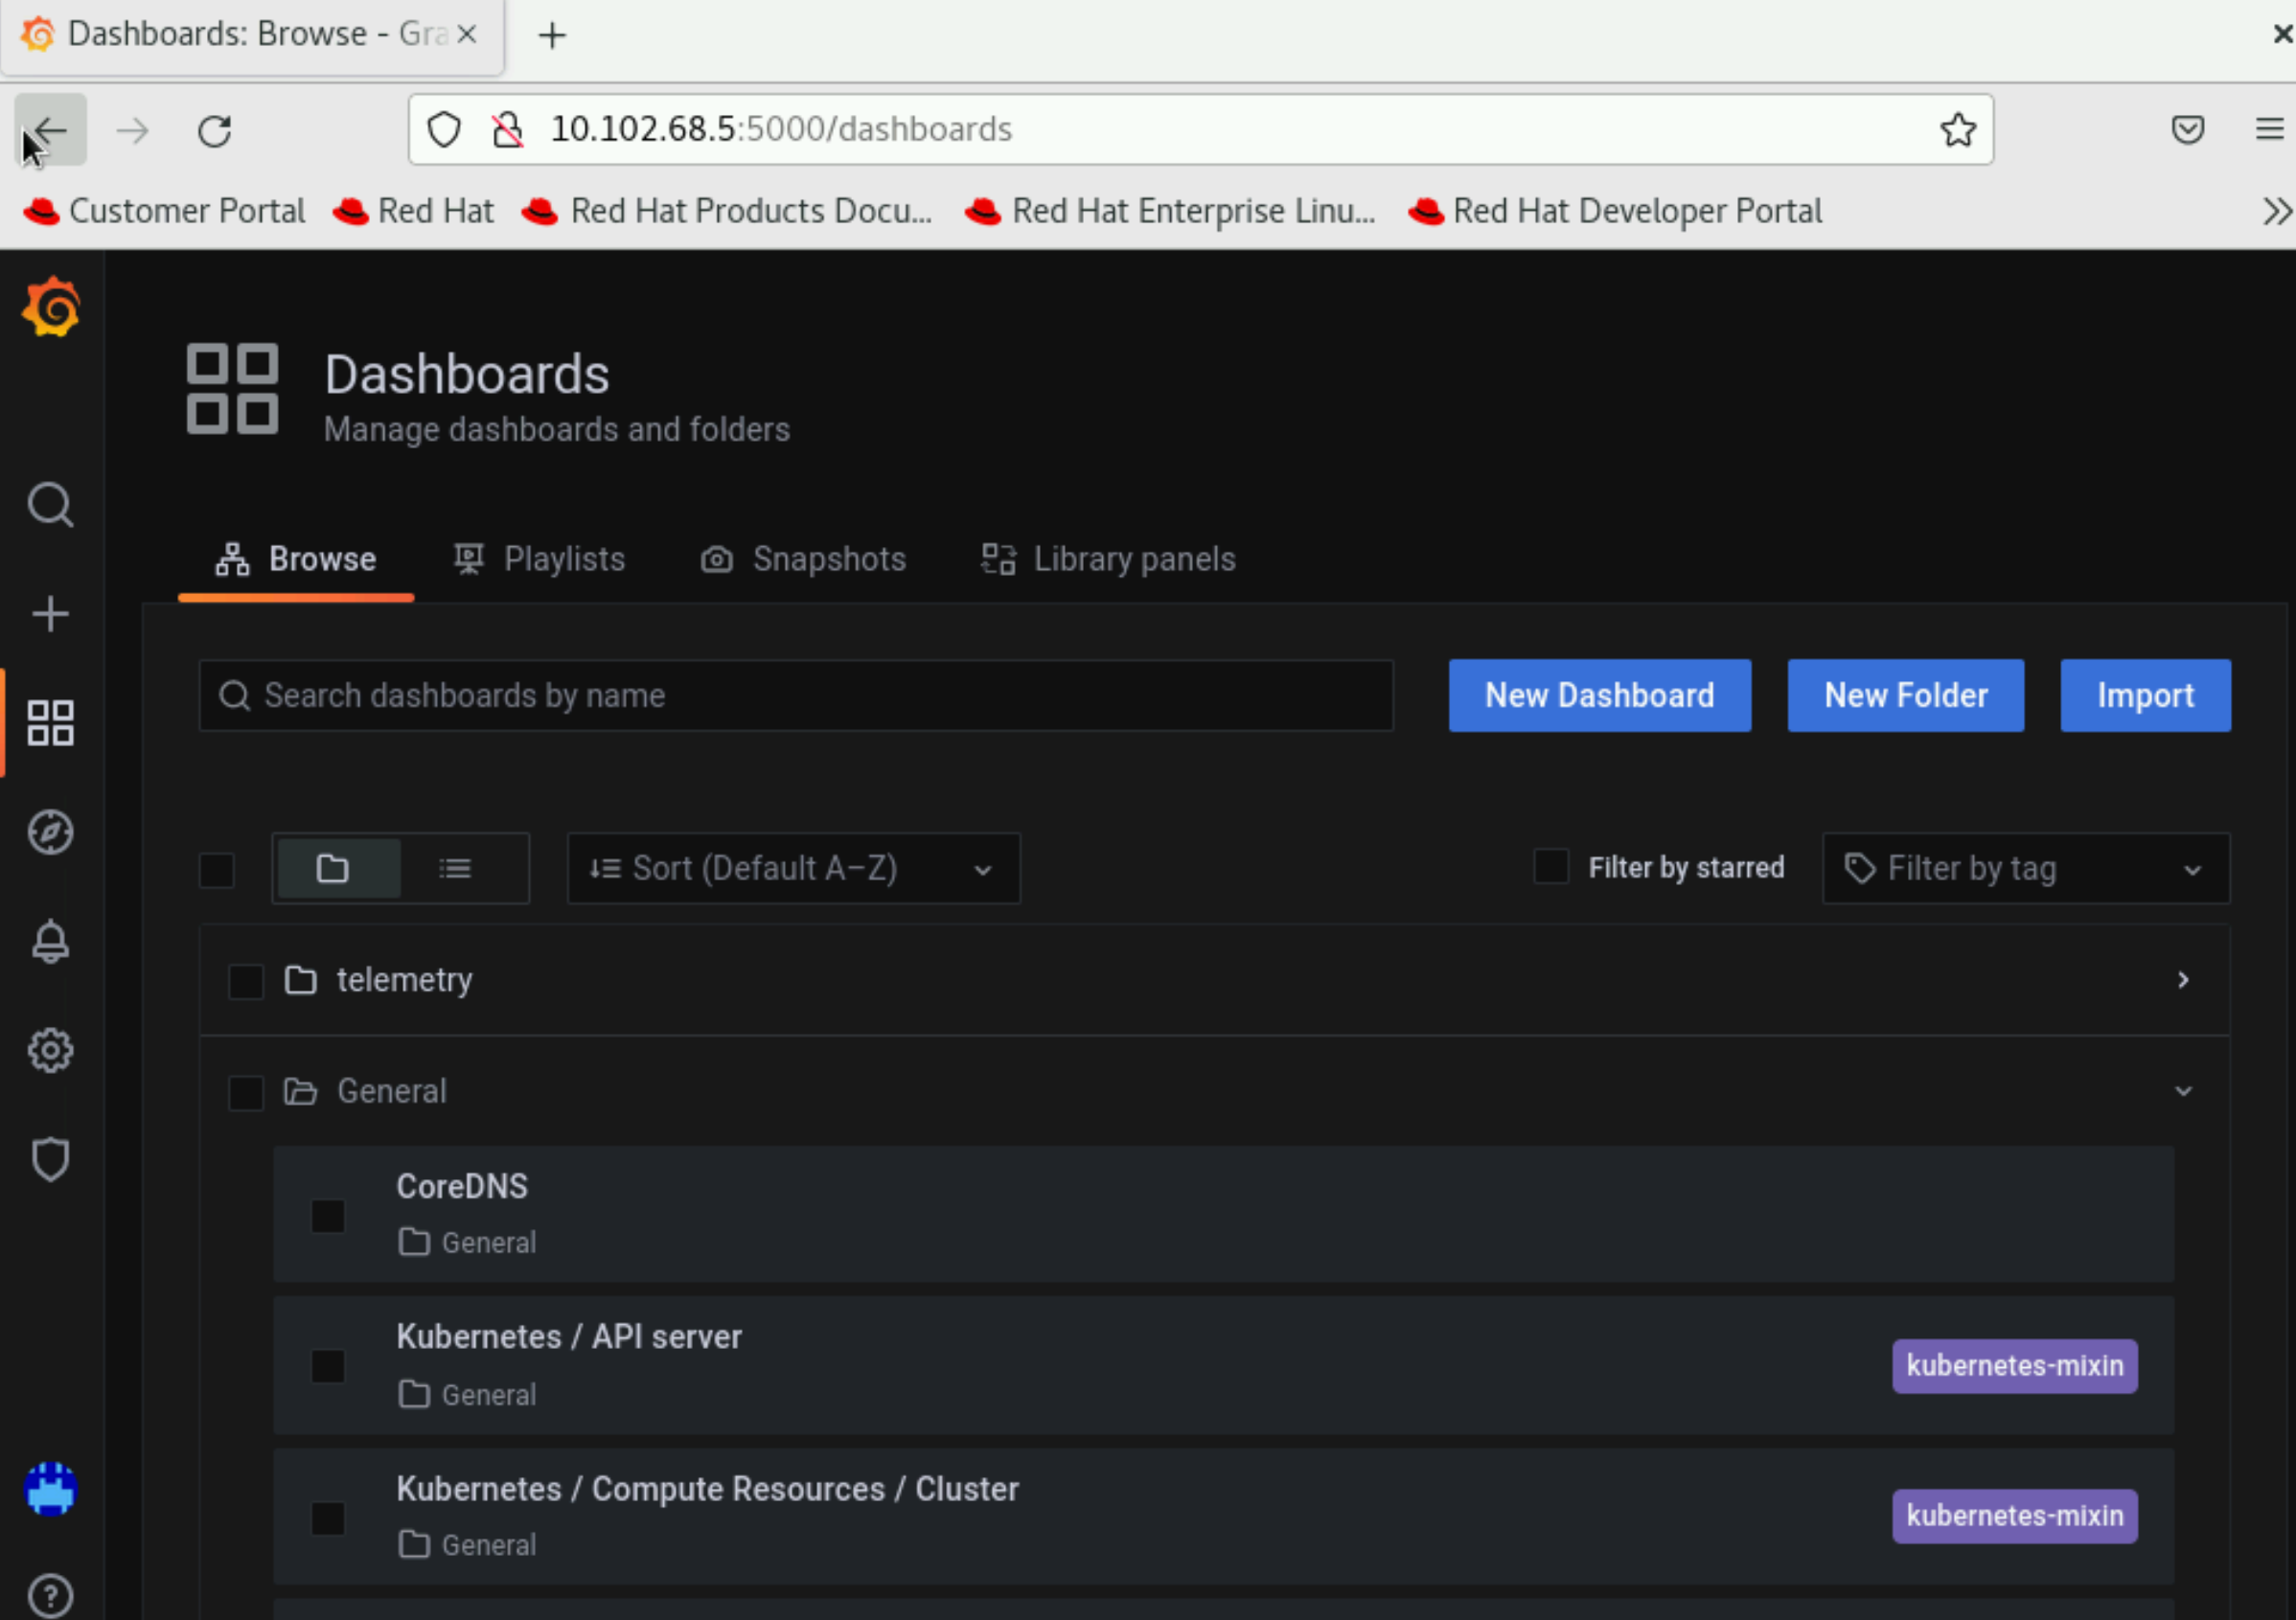 Dashboards: Browse - Gra
10.102.68.5:5000/dashboards
Customer Portal Red Hat Red Hat Products Docu... Red Hat Enterprise Linu... Red Hat Developer Portal
Dashboards
Manage dashboards and folders
Browse Playlists Snapshots Library panels
Search dashboards by name New Dashboard New Folder Import
Sort (Default A–Z) Filter by starred Filter by tag
telemetry
General
CoreDNS
General
Kubernetes / API server
kubernetes-mixin
General
Kubernetes / Compute Resources / Cluster
kubernetes-mixin
General